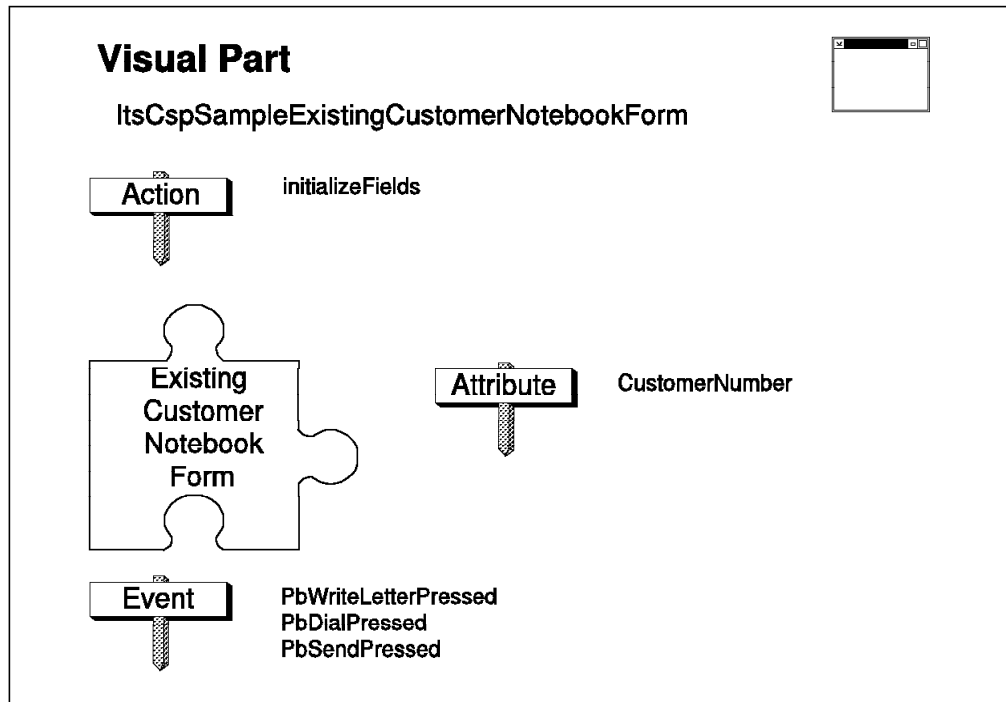 Visual Part
ItsCspSampleExistingCustomerNotebookForm
Action
initializeFields
Existing
Customer
Notebook
Form
Attribute
CustomerNumber
Event
PbWriteLetterPressed
PbDialPressed
PbSendPressed